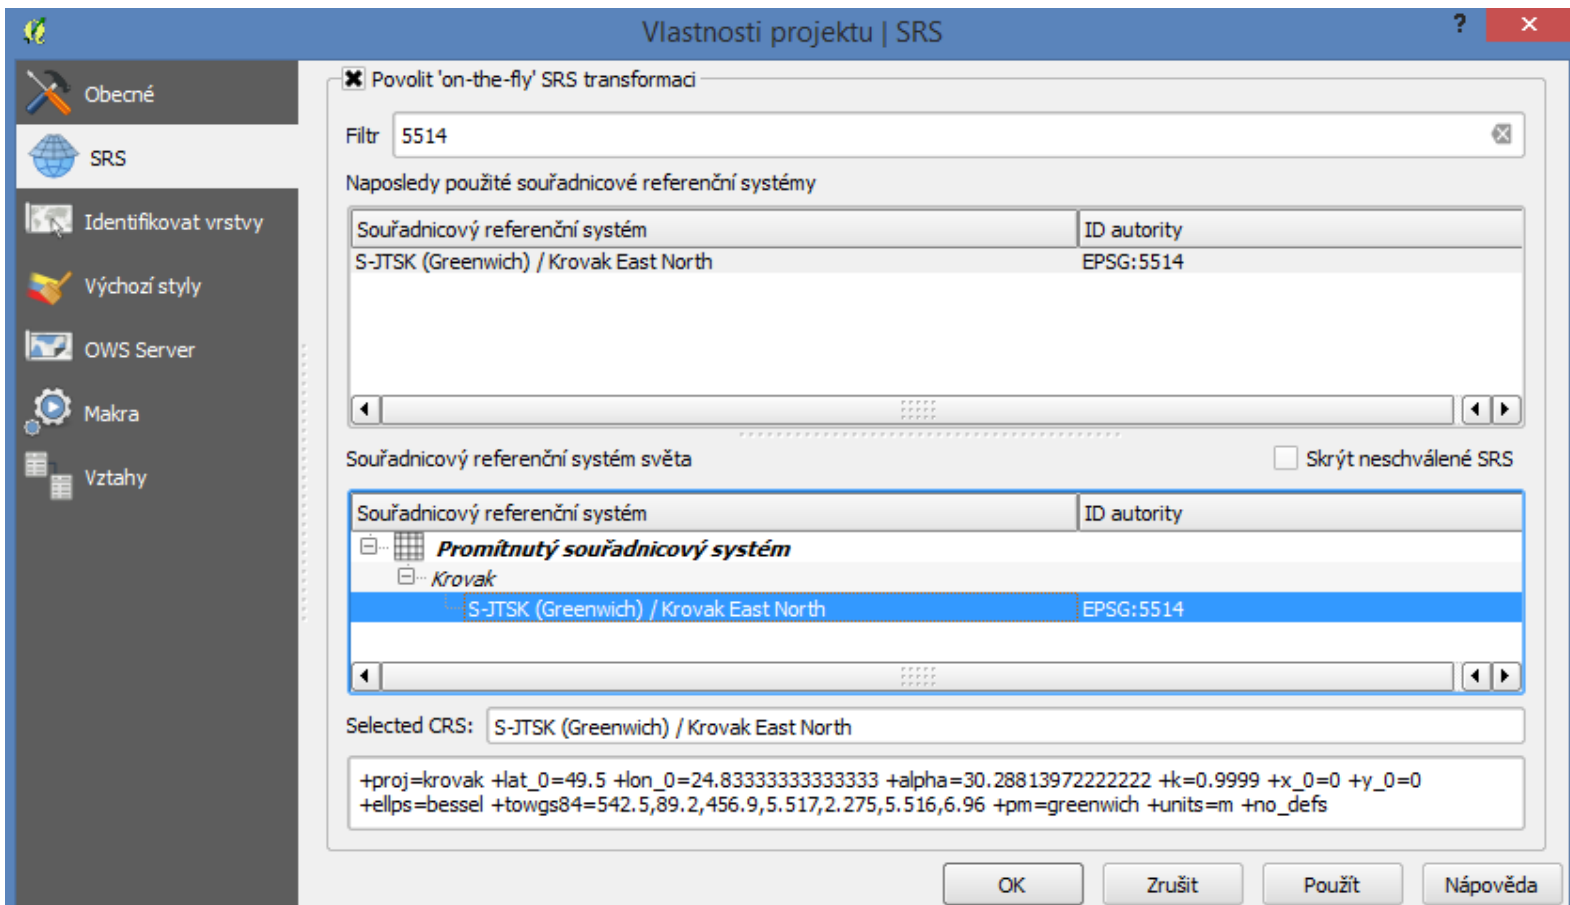 Vlastnosti projektu | SRS
?
Obecné
SRS
Identifikovat vrstvy
Výchozí styly
OWS Server
Makra
Vztahy
Povolit 'on-the-fly' SRS transformaci
Filtr 5514
Naposledy použité souřadnicové referenční systémy
Souřadnicový referenční systém ID autority
S-JTSK (Greenwich) / Krovak East North EPSG:5514
Souřadnicový referenční systém světa Skrýt neschválené SRS
Souřadnicový referenční systém ID autority
Promítnutý souřadnicový systém
Krovak
S-JTSK (Greenwich) / Krovak East North EPSG:5514
Selected CRS: S-JTSK (Greenwich) / Krovak East North
+proj=krovak +lat_0=49.5 +lon_0=24.83333333333333 +alpha=30.28813972222222 +k=0.9999 +x_0=0 +y_0=0
+ellps=bessel +towgs84=542.5,89.2,456.9,5.517,2.275,5.516,6.96 +pm=greenwich +units=m +no_defs
OK Zrušit Použít Nápověda